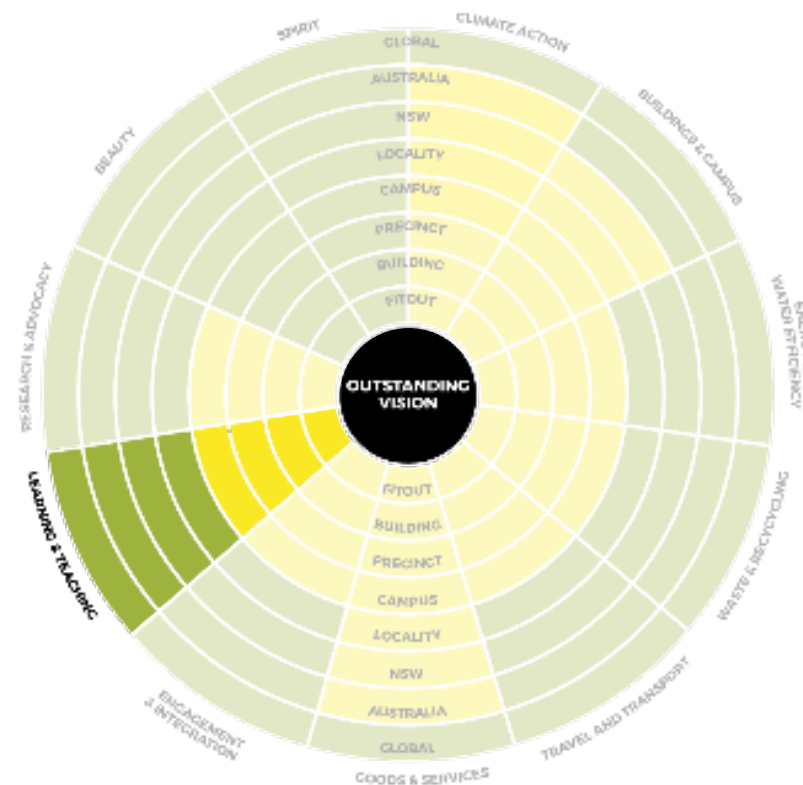 SPIRIT
CLIMATE ACTION
BUILDINGS & CAMPUS
WATER EFFICIENCY
WASTE & RECYCYCLING
TRAVEL AND TRANSPORT
GOODS & SERVICES
ENGAGEMENT
& INTEGRATION
LEARNING & TEACHING
RESEARCH & ADVOCACY
BEAUTY
GLOBAL
AUSTRALIA
NSW
LOCALITY
CAMPUS
PRECINCT
BUILDING
FITOUT
OUTSTANDING
VISION
FITOUT
BUILDING
PRECINCT
CAMPUS
LOCALITY
NSW
AUSTRALIA
GLOBAL